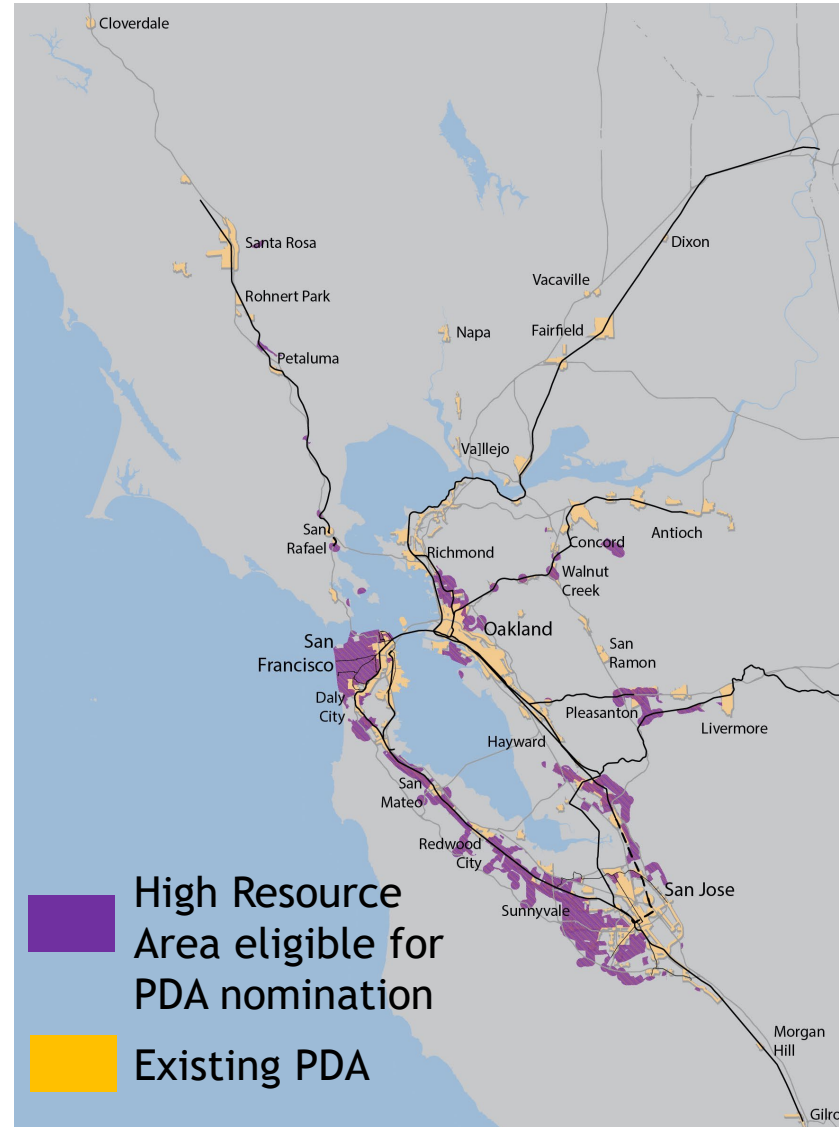 Cloverdale
Santa Rosa
Dixon
Vacaville
Rohnert Park
Napa
Fairfield
Petaluma
Va]llejo
San
Rafael
Richmond
Concord
Antioch
Walnut
Creek
Oakland
San
Francisco
San
Ramon
Daly
City
Pleasanton
Livermore
Hayward
San
Mateo
Redwood
City
Sunnyvale
San Jose
Morgan
Hill
Gilro
High Resource
Area eligible for
PDA nomination
Existing PDA